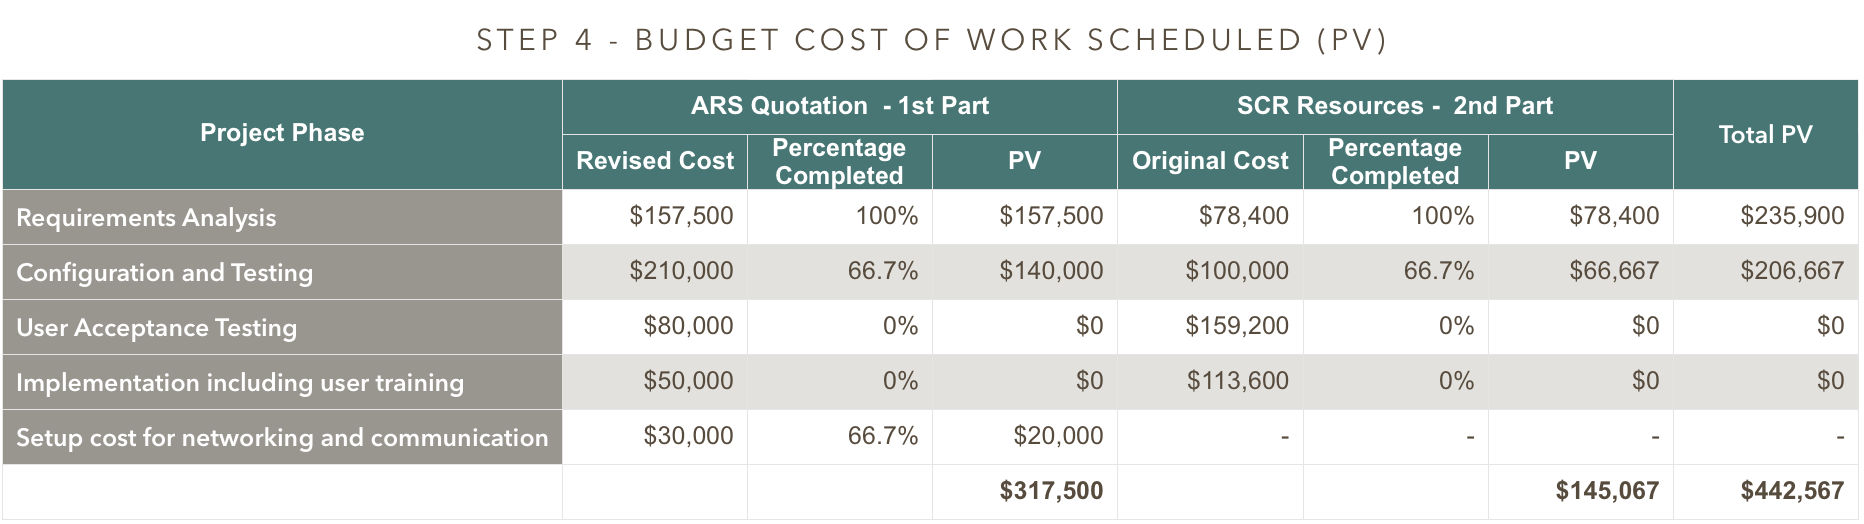 STEP 4 - BUDGET COST OF WORK SCHEDULED (PV)
Project Phase ARS Quotation - 1st Part SCR Resources - 2nd Part Total PV
Revised Cost Percentage Completed PV Original Cost Percentage Completed PV
Requirements Analysis $157,500 100% $157,500 $78,400 100% $78,400 $235,900
Configuration and Testing $210,000 66.7% $140,000 $100,000 66.7% $66,667 $206,667
User Acceptance Testing $80,000 0% $0 $159,200 0% $0 $0
Implementation including user training $50,000 0% $0 $113,600 0% $0 $0
Setup cost for networking and communication $30,000 66.7% $20,000 - - - -
$317,500 $145,067 $442,567